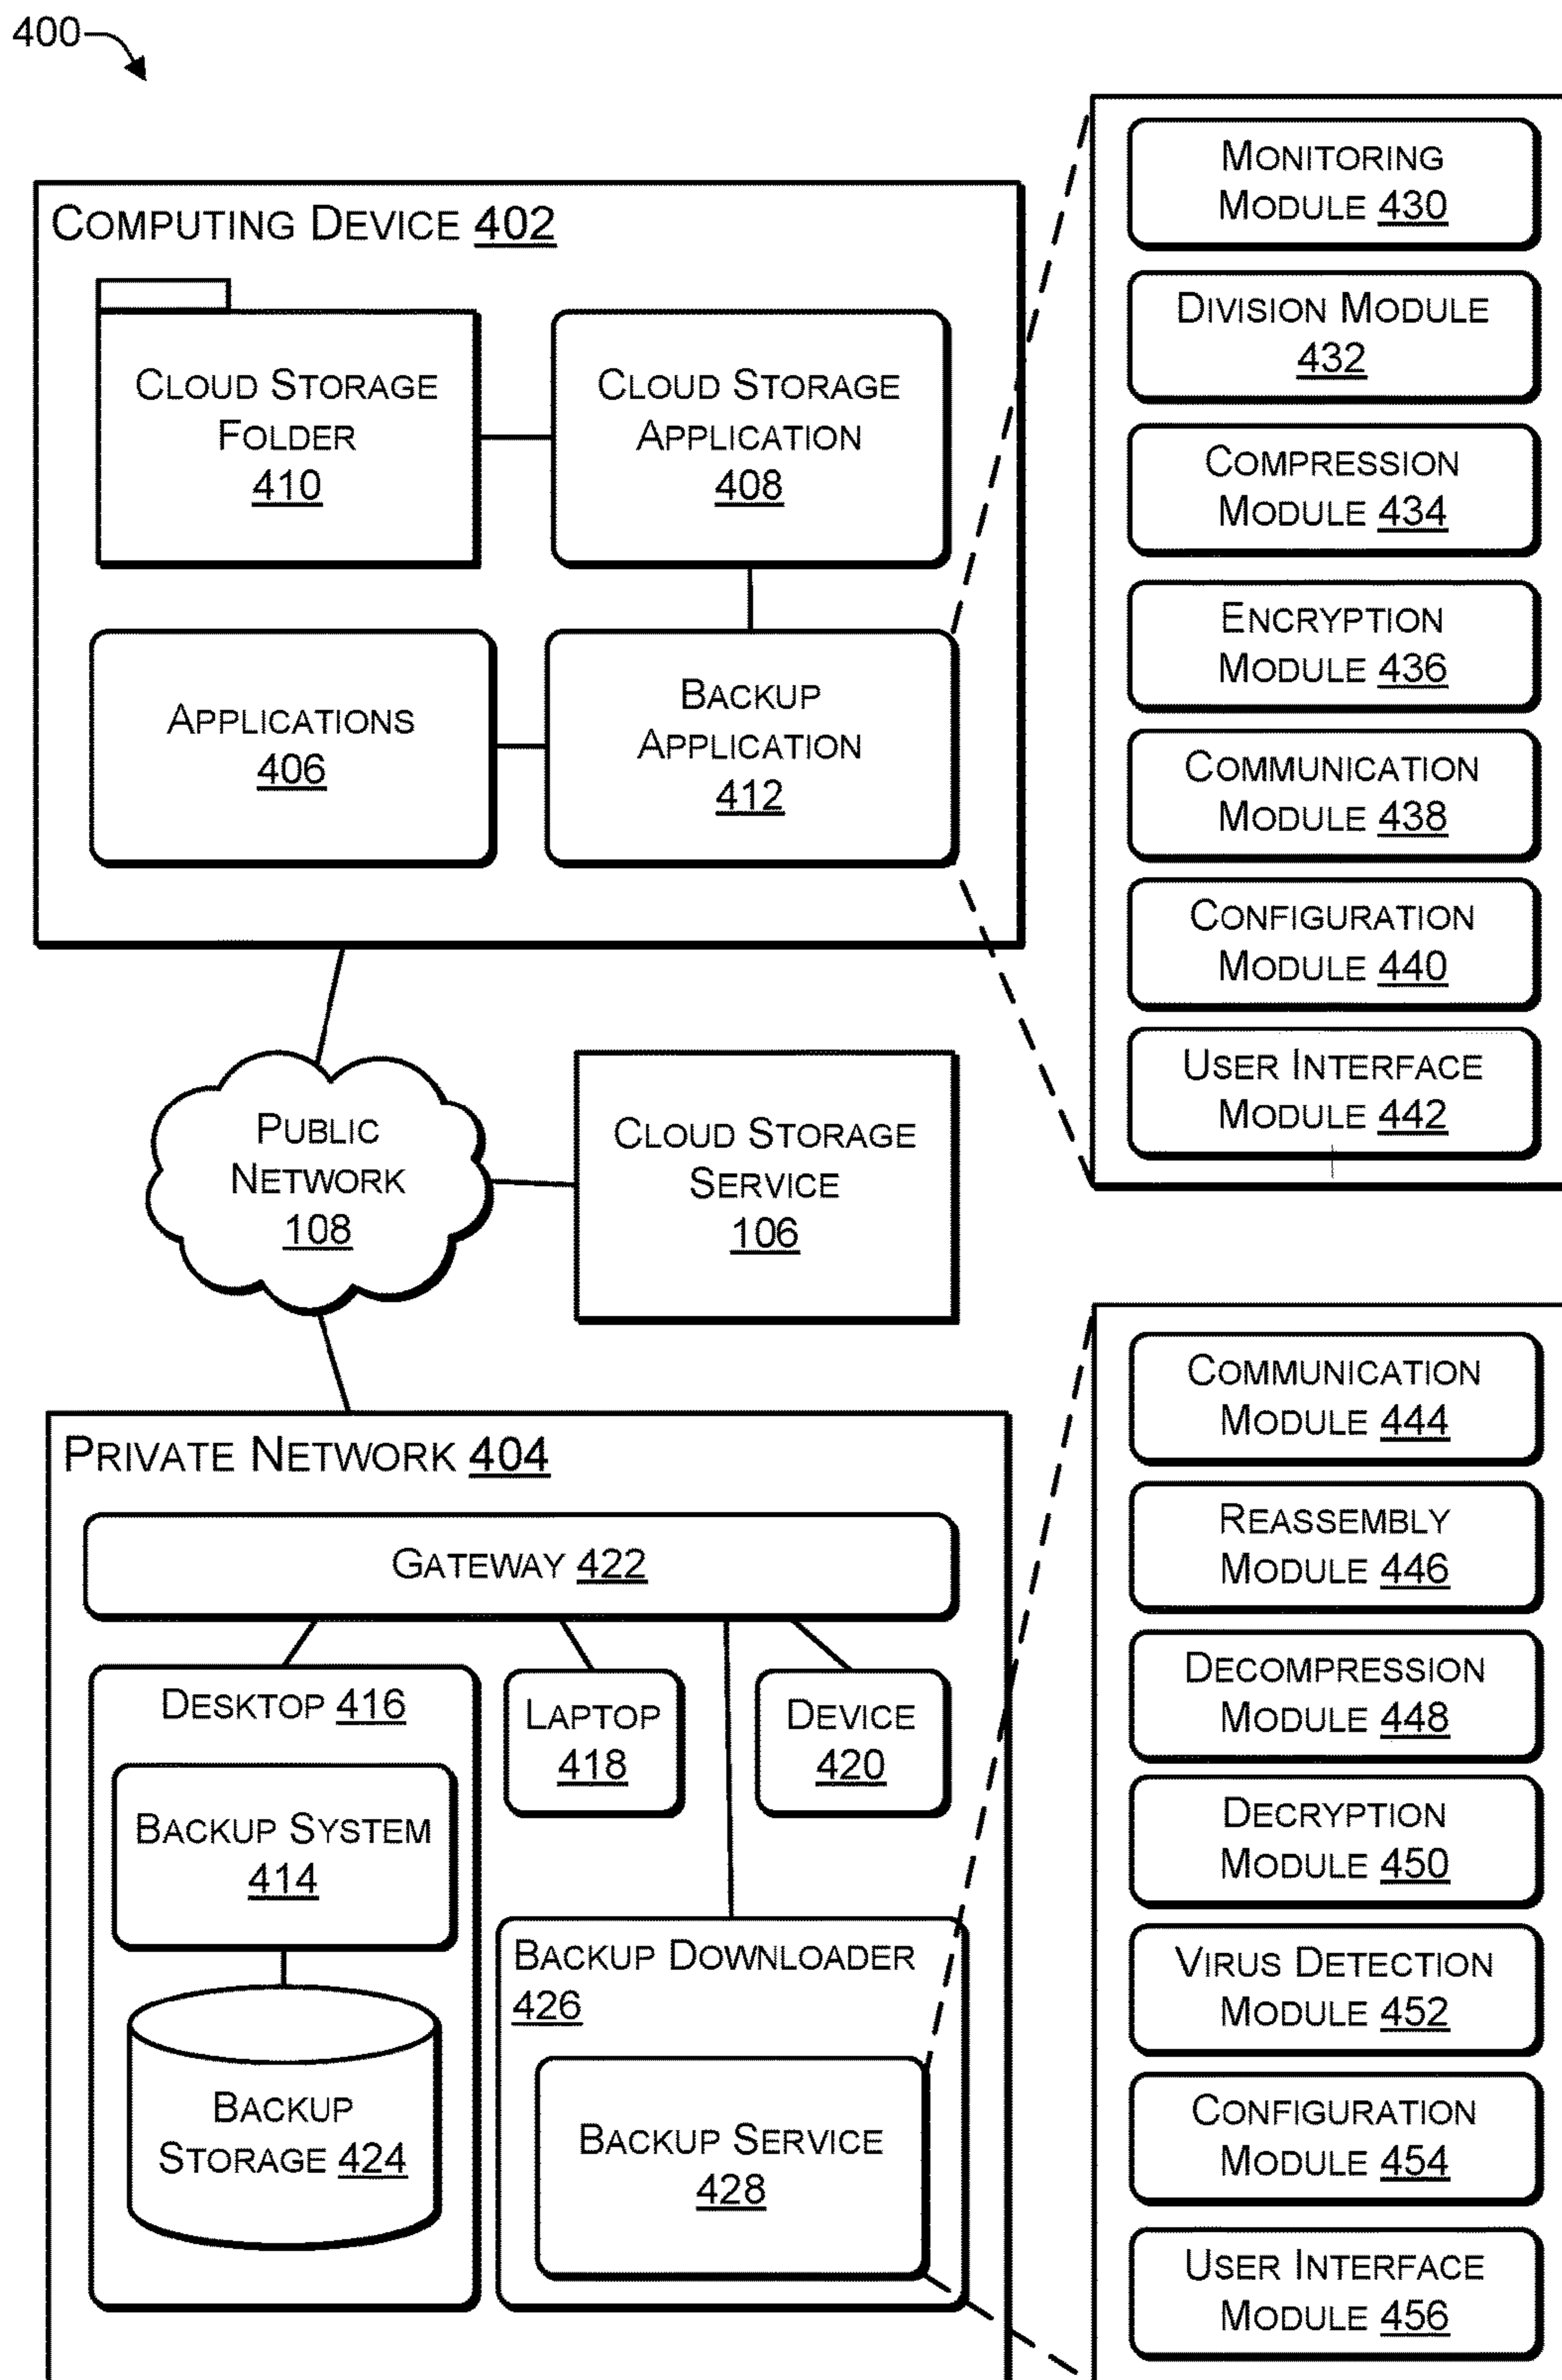 400
COMPUTING DEVICE 402
CLOUD STORAGE
FOLDER
410
CLOUD STORAGE
APPLICATION
408
APPLICATIONS
406
BACKUP
APPLICATION
412
MONITORING
MODULE 430
DIVISION MODULE
432
COMPRESSION
MODULE 434
ENCRYPTION
MODULE 436
COMMUNICATION
MODULE 438
CONFIGURATION
MODULE 440
USER INTERFACE
MODULE 442
PUBLIC
NETWORK
108
CLOUD STORAGE
SERVICE
106
PRIVATE NETWORK 404
GATEWAY 422
DESKTOP 416
LAPTOP
418
DEVICE
420
BACKUP SYSTEM
414
BACKUP
STORAGE 424
BACKUP DOWNLOADER
426
BACKUP SERVICE
428
COMMUNICATION
MODULE 444
REASSEMBLY
MODULE 446
DECOMPRESSION
MODULE 448
DECRYPTION
MODULE 450
VIRUS DETECTION
MODULE 452
CONFIGURATION
MODULE 454
USER INTERFACE
MODULE 456